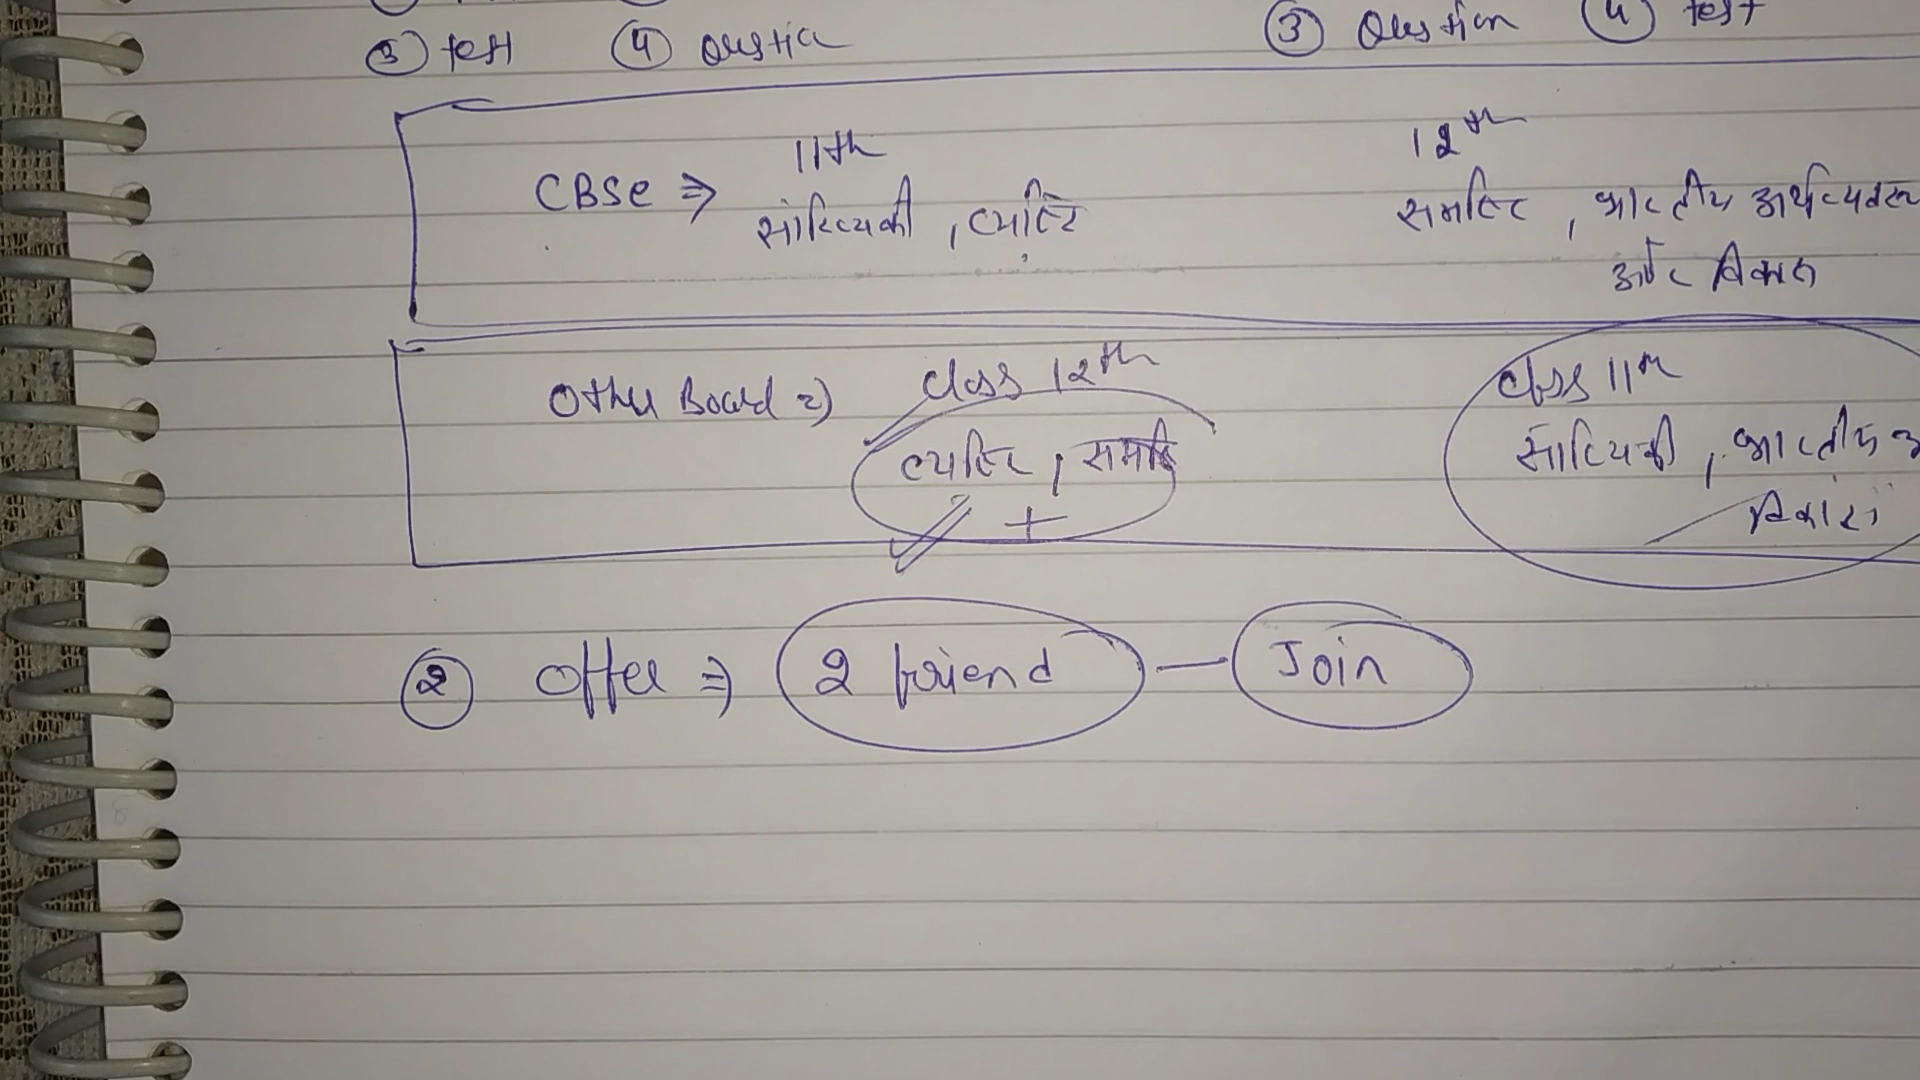 ③ test ④ Questio ③ Question ④ test
11th 12th
CBSE ⇒ सांख्यिकी , व्यष्टि समष्टि , भारतीय अर्थव्यवस्
और विकास
Other Board ⇒ class 12th class 11th
व्यष्टि , समष्टि सांख्यिकी , भारतीय अ
+ विकास
② Offer ⇒ 2 friend — Join